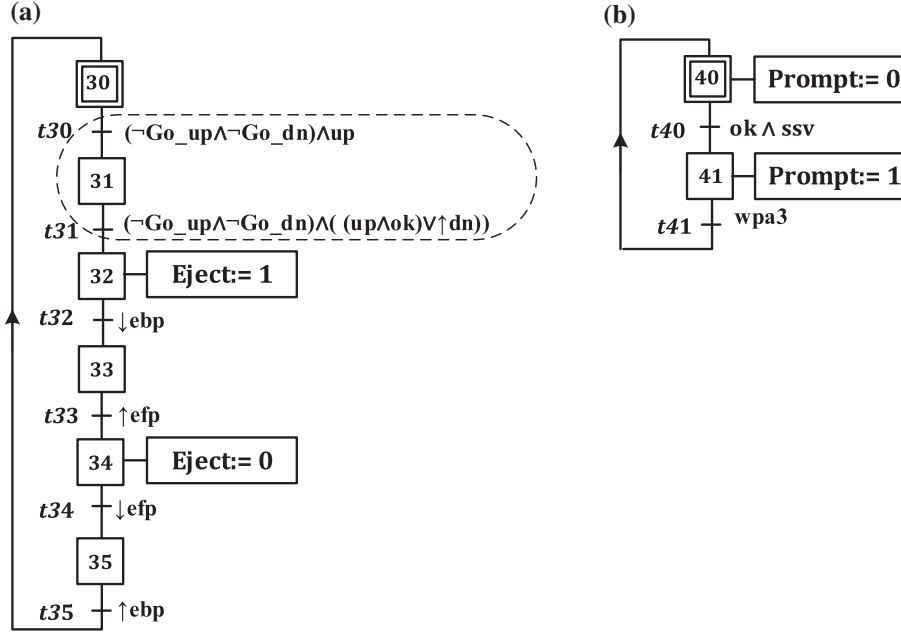 (a)
30
t30 (¬Go_up∧¬Go_dn)∧up
31
t31 (¬Go_up∧¬Go_dn)∧( (up∧ok)∨↑dn))
32 Eject:= 1
t32 ↓ebp
33
t33 ↑efp
34 Eject:= 0
t34 ↓efp
35
t35 ↑ebp
(b)
40 Prompt:= 0
t40 ok ∧ ssv
41 Prompt:= 1
t41 wpa3